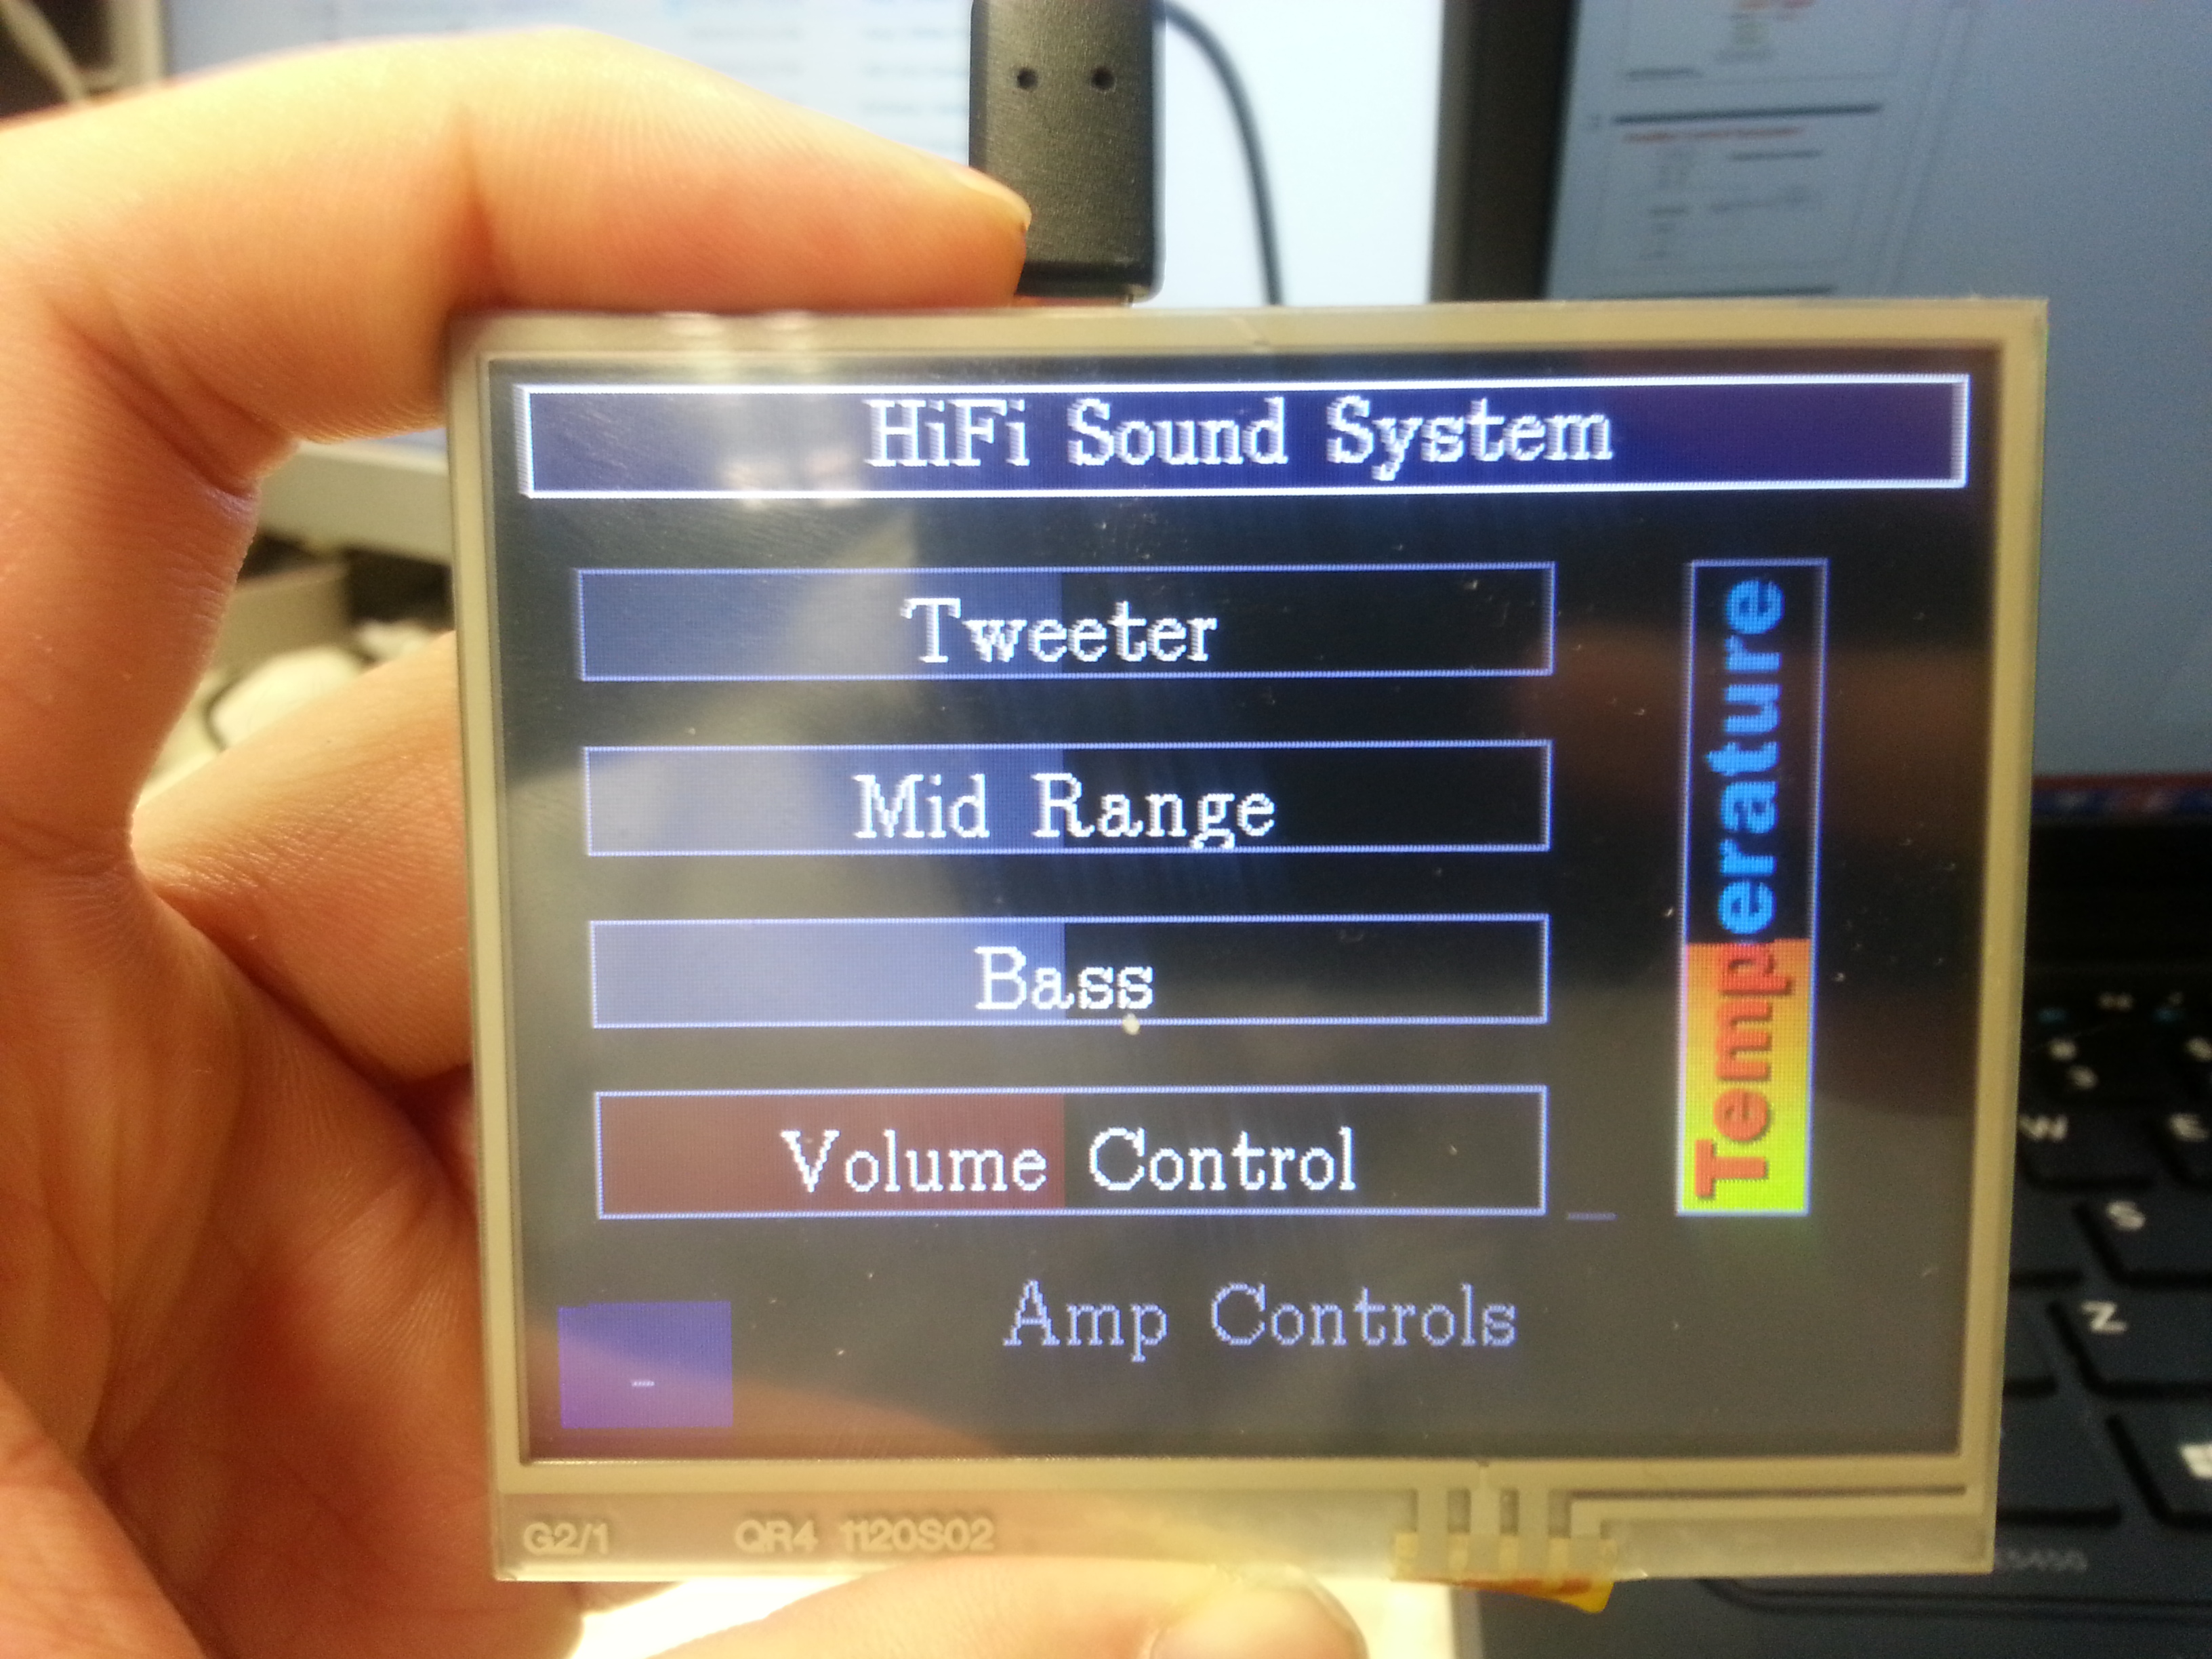 HiFi Sound System
Tweeter
Mid Range
Bass
Volume Control
Temperature
Amp Controls
-
G2/1 QR4 1120S02
W
E
S
Z